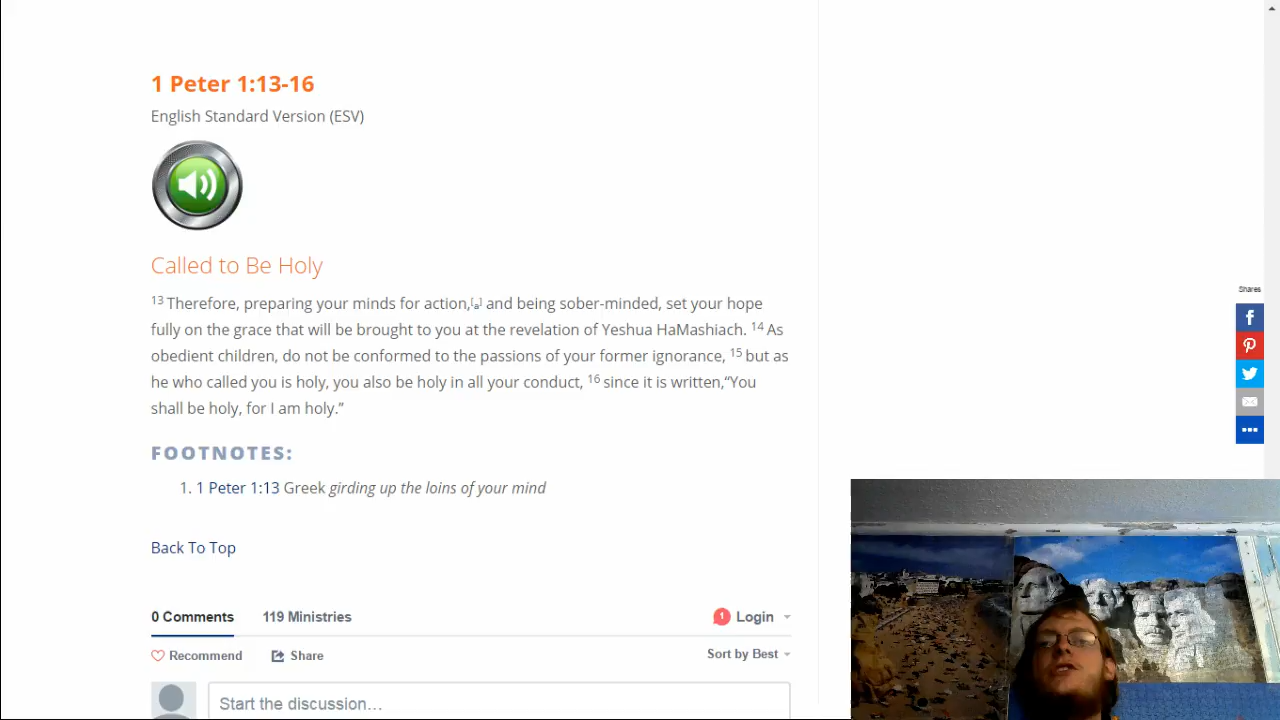 1 Peter 1:13-16
English Standard Version (ESV)
Called to Be Holy
13 Therefore, preparing your minds for action,[a] and being sober-minded, set your hope
fully on the grace that will be brought to you at the revelation of Yeshua HaMashiach. 14 As
obedient children, do not be conformed to the passions of your former ignorance, 15 but as
he who called you is holy, you also be holy in all your conduct, 16 since it is written,“You
shall be holy, for I am holy.”
Shares
FOOTNOTES:
1. 1 Peter 1:13 Greek girding up the loins of your mind
Back To Top
0 Comments 119 Ministries 1 Login
Recommend Share Sort by Best
Start the discussion…